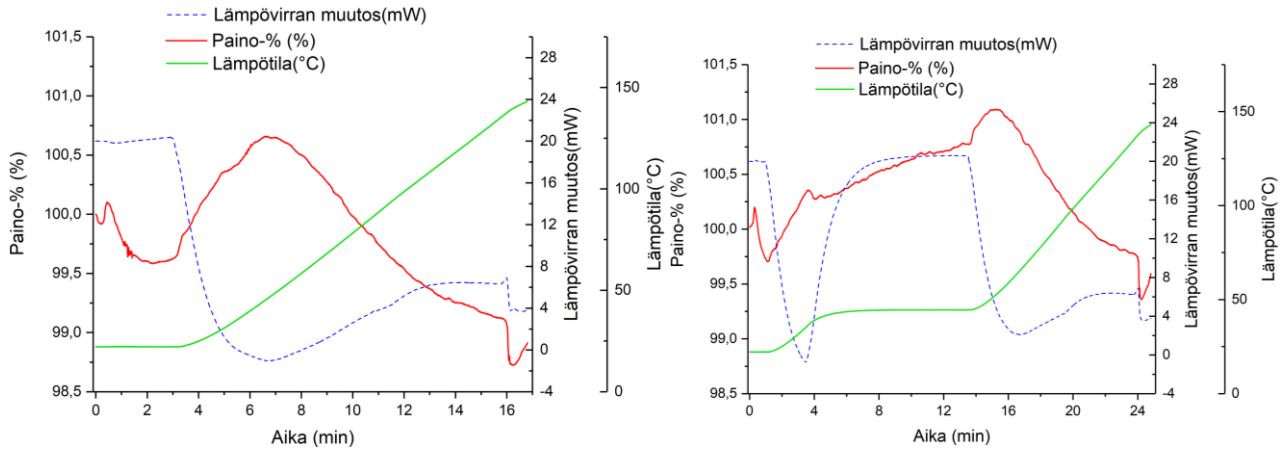 Lämpövirran muutos(mW)
Paino-% (%)
Lämpötila(°C)
101,5
101,0
100,5
100,0
99,5
99,0
98,5
Paino-% (%)
0 2 4 6 8 10 12 14 16
Aika (min)
28
24
20
16
12
8
4
0
-4
Lämpövirran muutos(mW)
150
100
50
0
Lämpötila(°C)
Lämpövirran muutos(mW)
Paino-% (%)
Lämpötila(°C)
101,5
101,0
100,5
100,0
99,5
99,0
98,5
Paino-% (%)
0 4 8 12 16 20 24
Aika (min)
28
24
20
16
12
8
4
0
-4
Lämpövirran muutos(mW)
150
100
50
0
Lämpötila(°C)